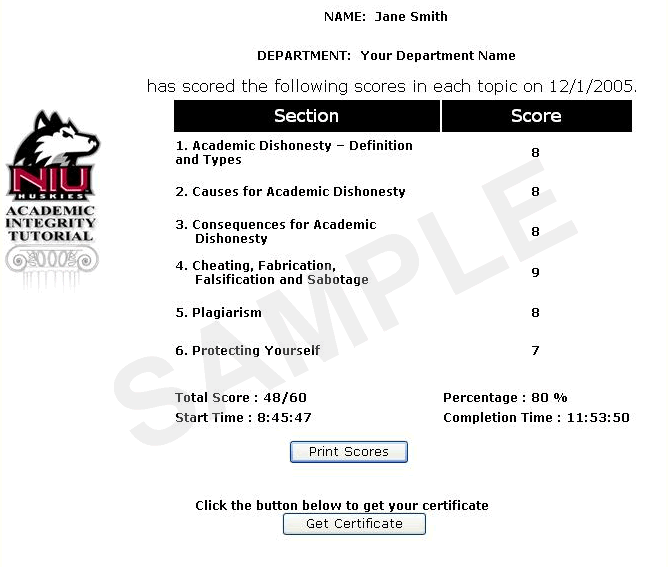 NAME: Jane Smith
DEPARTMENT: Your Department Name
has scored the following scores in each topic on 12/1/2005.
NIU
HUSKIES
ACADEMIC
INTEGRITY
TUTORIAL
Section Score
1. Academic Dishonesty – Definition
and Types 8
2. Causes for Academic Dishonesty 8
3. Consequences for Academic
Dishonesty 8
4. Cheating, Fabrication,
Falsification and Sabotage 9
5. Plagiarism 8
6. Protecting Yourself 7
SAMPLE
Total Score : 48/60 Percentage : 80 %
Start Time : 8:45:47 Completion Time : 11:53:50
Print Scores
Click the button below to get your certificate
Get Certificate